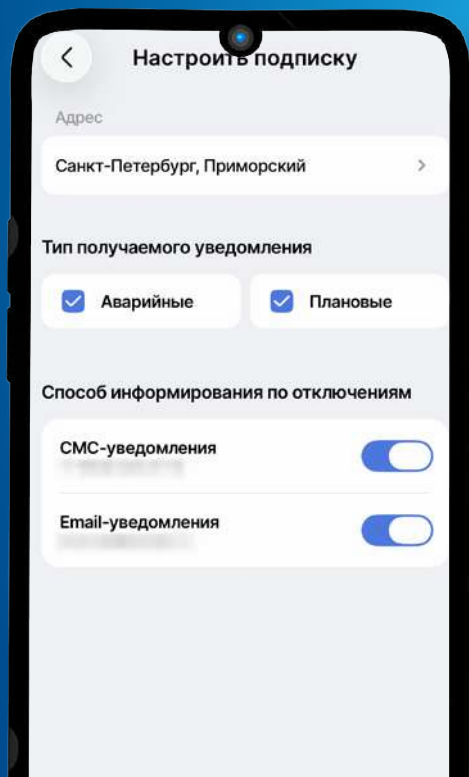 Настроить подписку
Адрес
Санкт-Петербург, Приморский
Тип получаемого уведомления
Аварийные
Плановые
Способ информирования по отключениям
СМС-уведомления
Email-уведомления